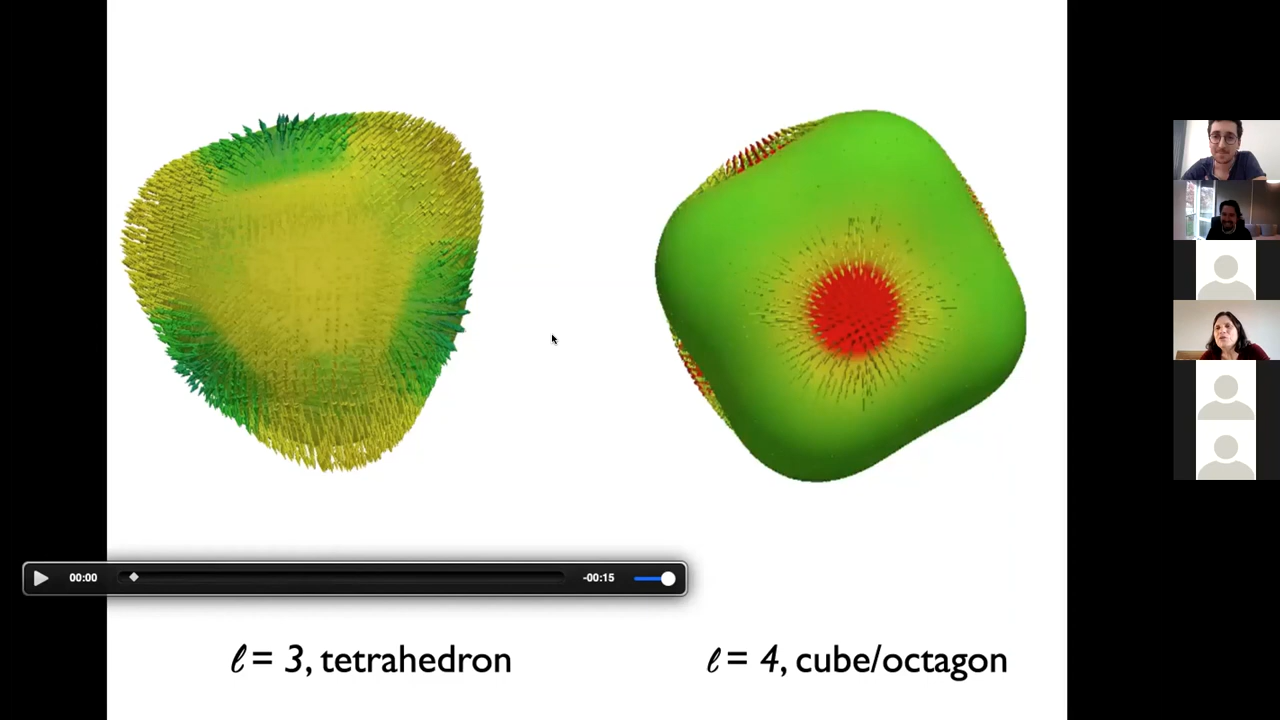 00:00
-00:15
ℓ = 3, tetrahedron
ℓ = 4, cube/octagon